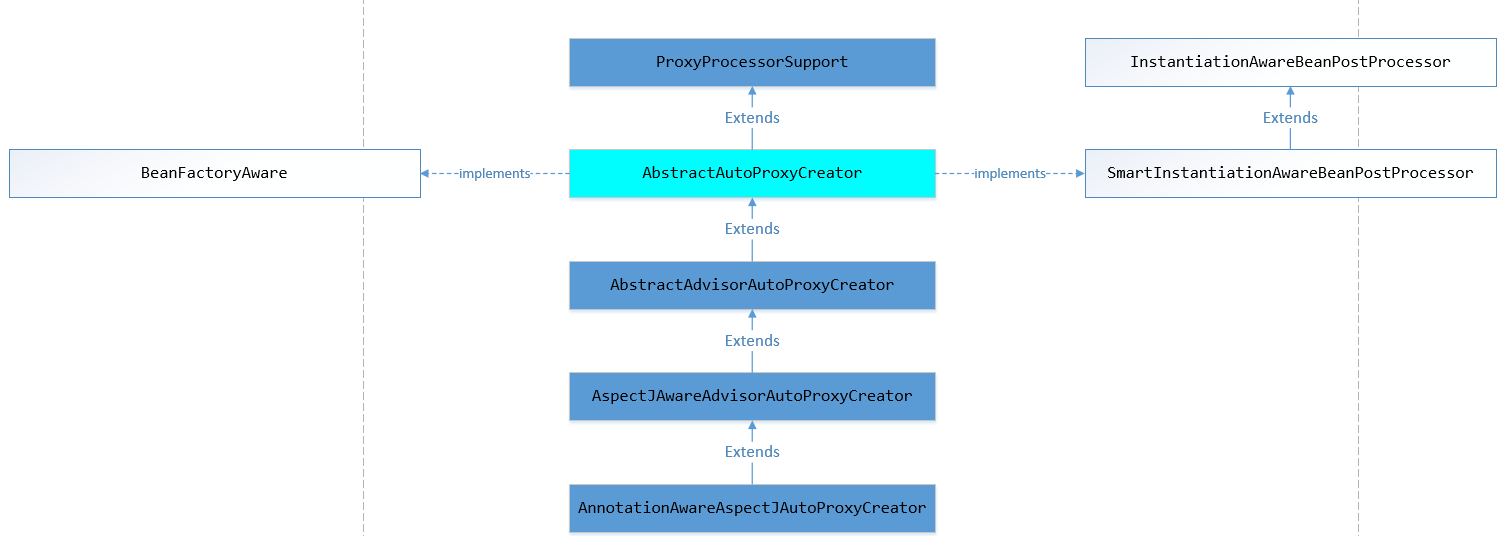 ProxyProcessorSupport
InstantiationAwareBeanPostProcessor
Extends
Extends
BeanFactoryAware
implements
AbstractAutoProxyCreator
implements
SmartInstantiationAwareBeanPostProcessor
Extends
AbstractAdvisorAutoProxyCreator
Extends
AspectJAwareAdvisorAutoProxyCreator
Extends
AnnotationAwareAspectJAutoProxyCreator